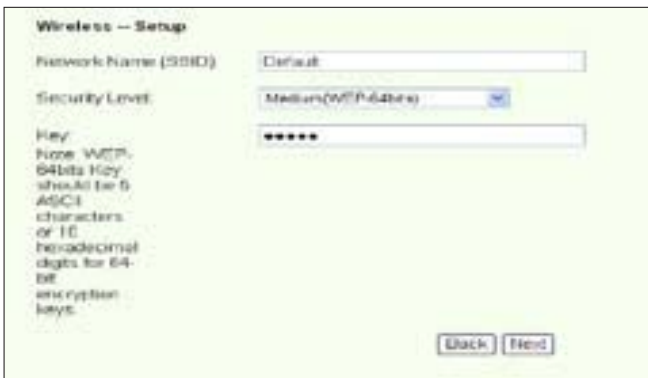 Wireless -- Setup
Network Name (SSID)
Default
Security Level:
Medium(WEP-64bits)
Key:
●●●●●
Note: WEP-
64bits Key
should be 5
ASCII
characters
or 10
hexadecimal
digits for 64-
bit
encryption
keys.
Back Next